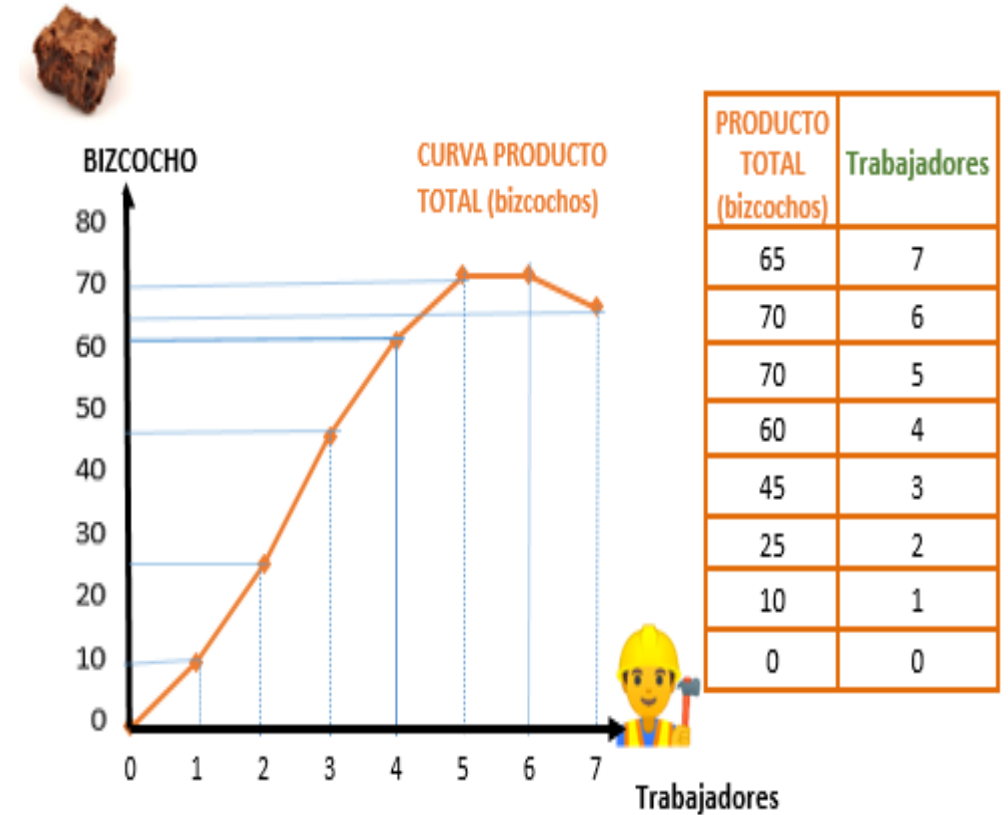 BIZCOCHO
CURVA PRODUCTO
TOTAL (bizcochos)
80
70
60
50
40
30
20
10
0
0 1 2 3 4 5 6 7
Trabajadores
PRODUCTO
TOTAL
(bizcochos)
Trabajadores
65 7
70 6
70 5
60 4
45 3
25 2
10 1
0 0